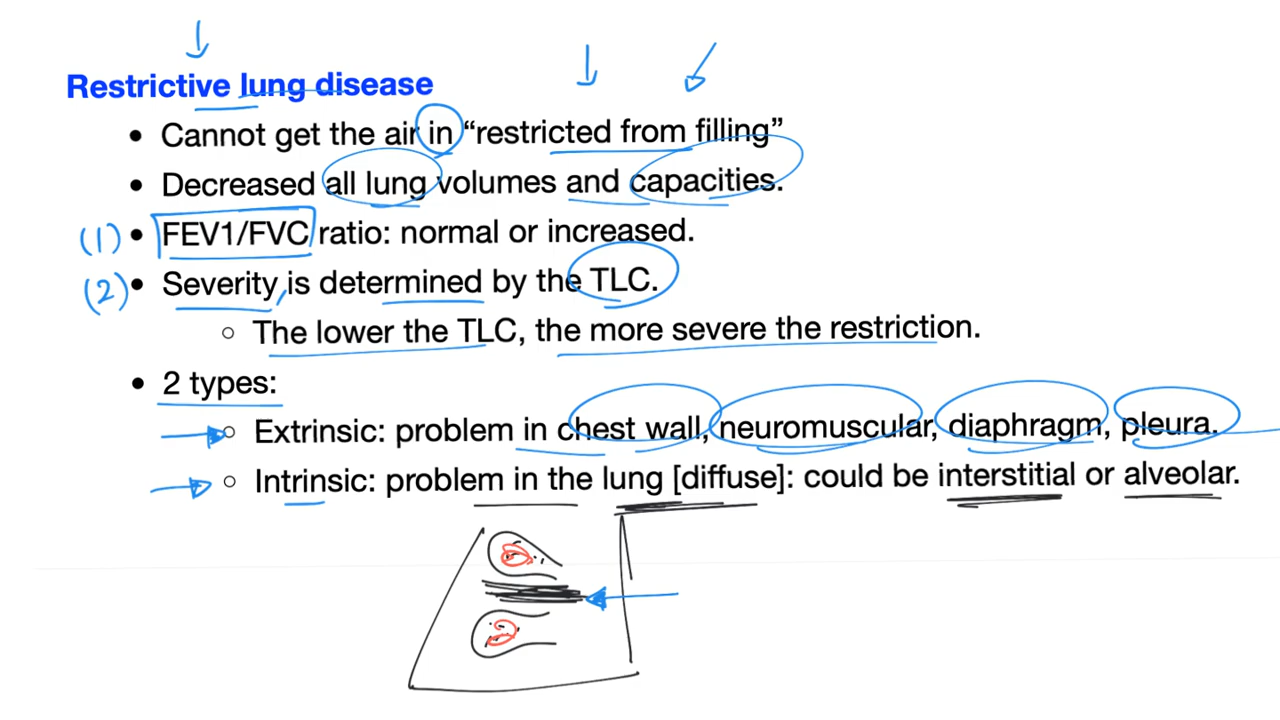 Restrictive lung disease
• Cannot get the air in “restricted from filling”
• Decreased all lung volumes and capacities.
(1) • FEV1/FVC ratio: normal or increased.
(2) • Severity is determined by the TLC.
○ The lower the TLC, the more severe the restriction.
• 2 types:
○ Extrinsic: problem in chest wall, neuromuscular, diaphragm, pleura.
○ Intrinsic: problem in the lung [diffuse]: could be interstitial or alveolar.